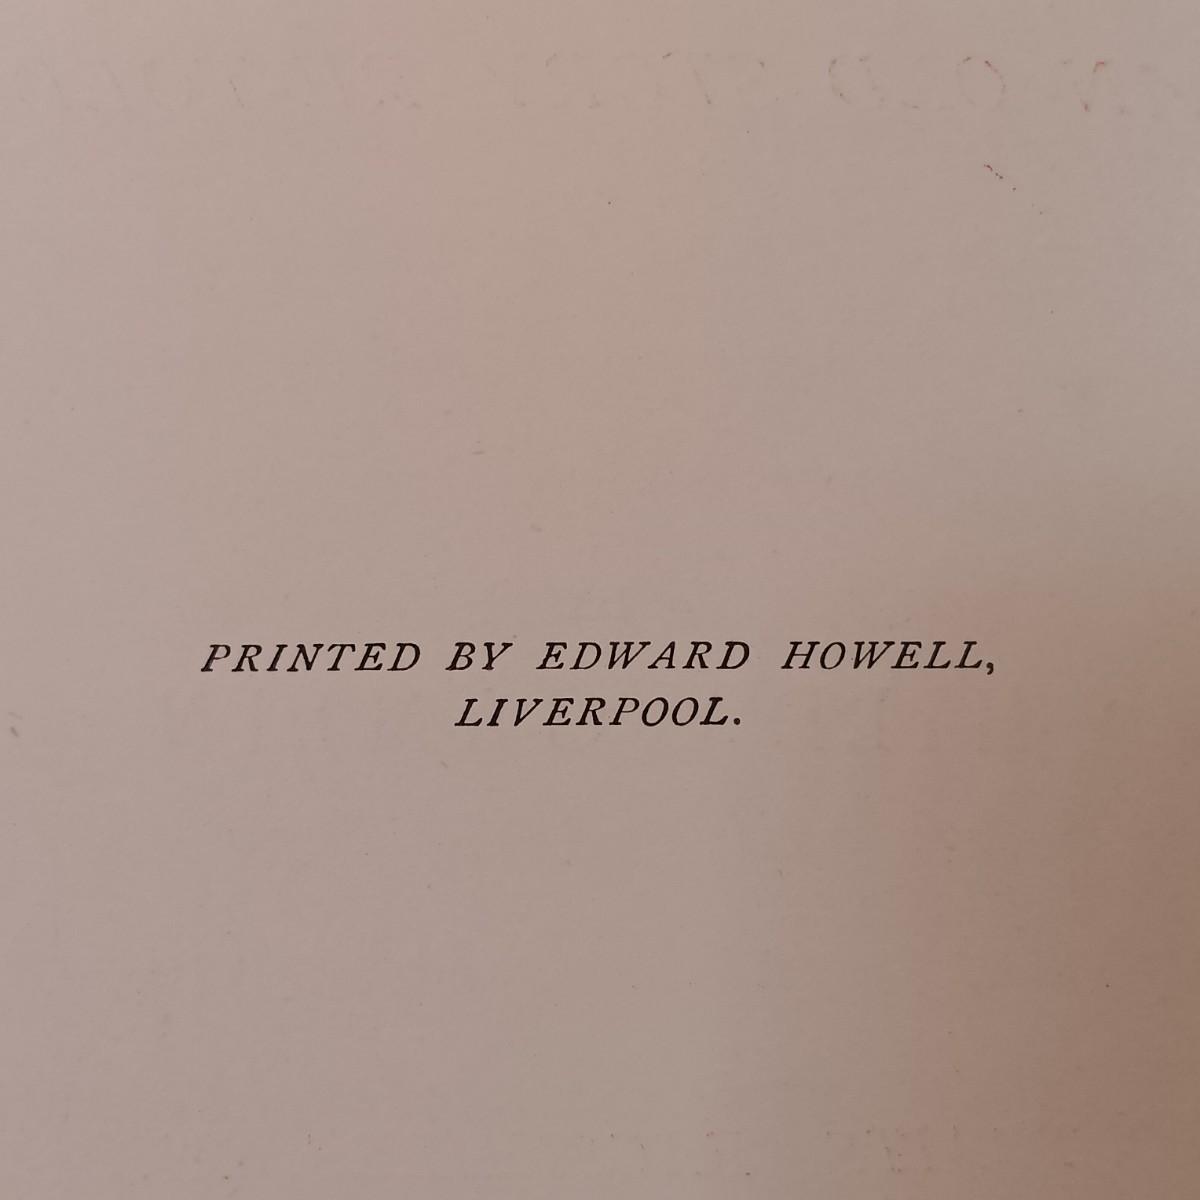 PRINTED BY EDWARD HOWELL,
LIVERPOOL.